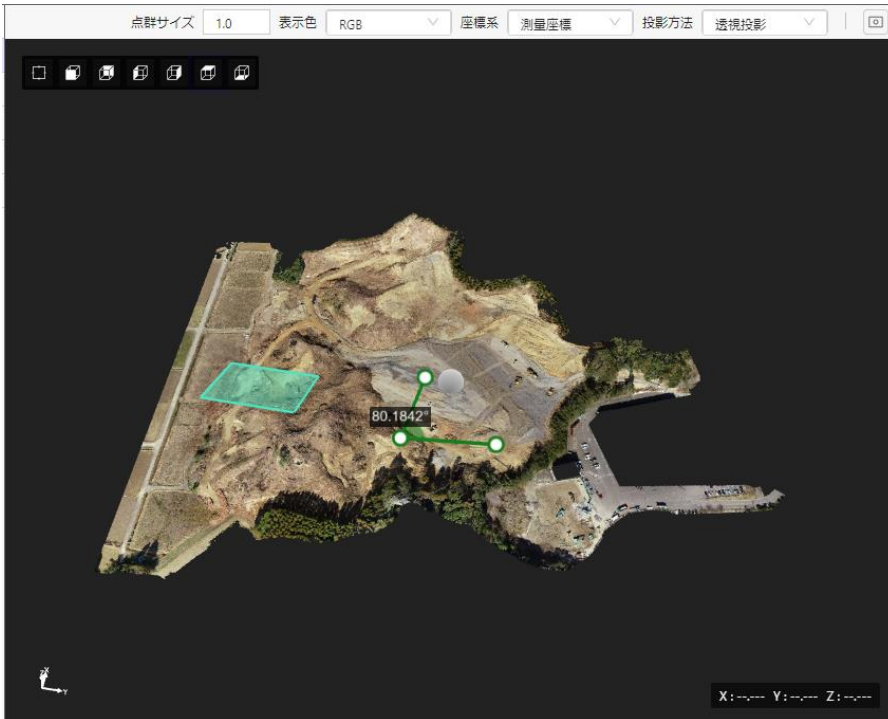 点群サイズ 1.0 表示色 RGB 座標系 測量座標 投影方法 透視投影
80.1842°
X:--.--- Y:--.--- Z:--.---